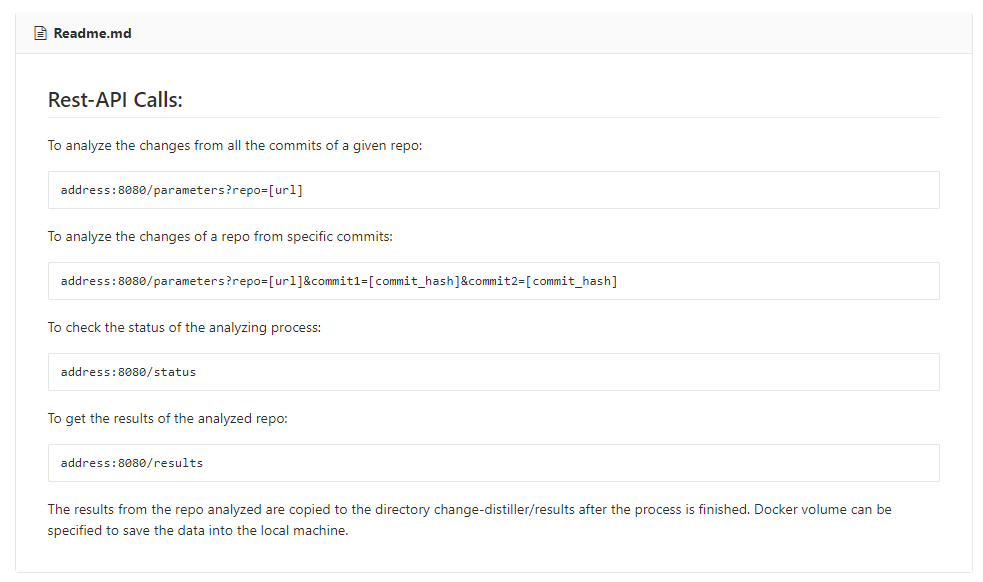 Readme.md
Rest-API Calls:
To analyze the changes from all the commits of a given repo:
address:8080/parameters?repo=[url]
To analyze the changes of a repo from specific commits:
address:8080/parameters?repo=[url]&commit1=[commit_hash]&commit2=[commit_hash]
To check the status of the analyzing process:
address:8080/status
To get the results of the analyzed repo:
address:8080/results
The results from the repo analyzed are copied to the directory change-distiller/results after the process is finished. Docker volume can be
specified to save the data into the local machine.